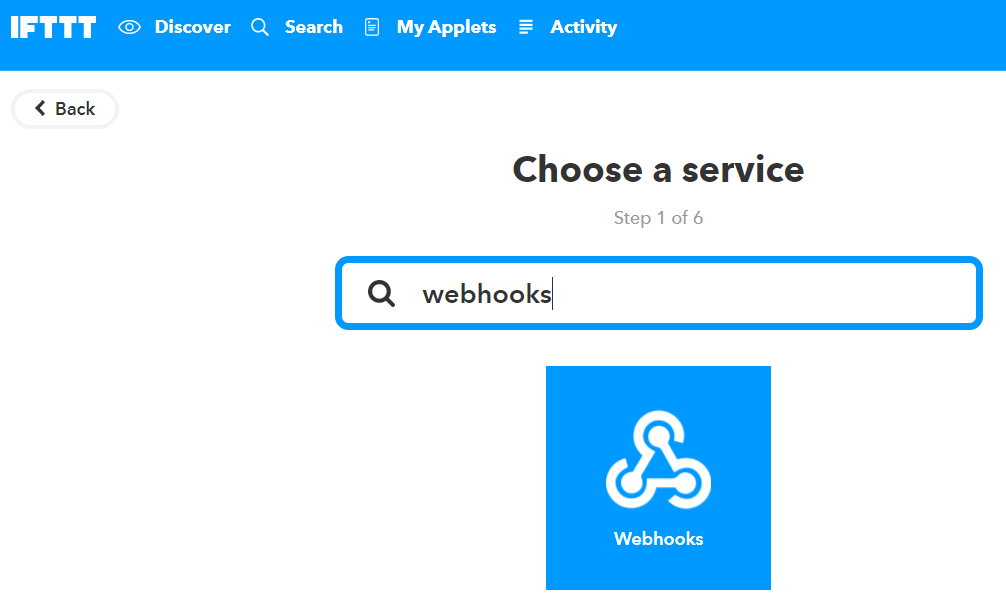 IFTTT Discover Search My Applets Activity
Back
Choose a service
Step 1 of 6
webhooks
Webhooks